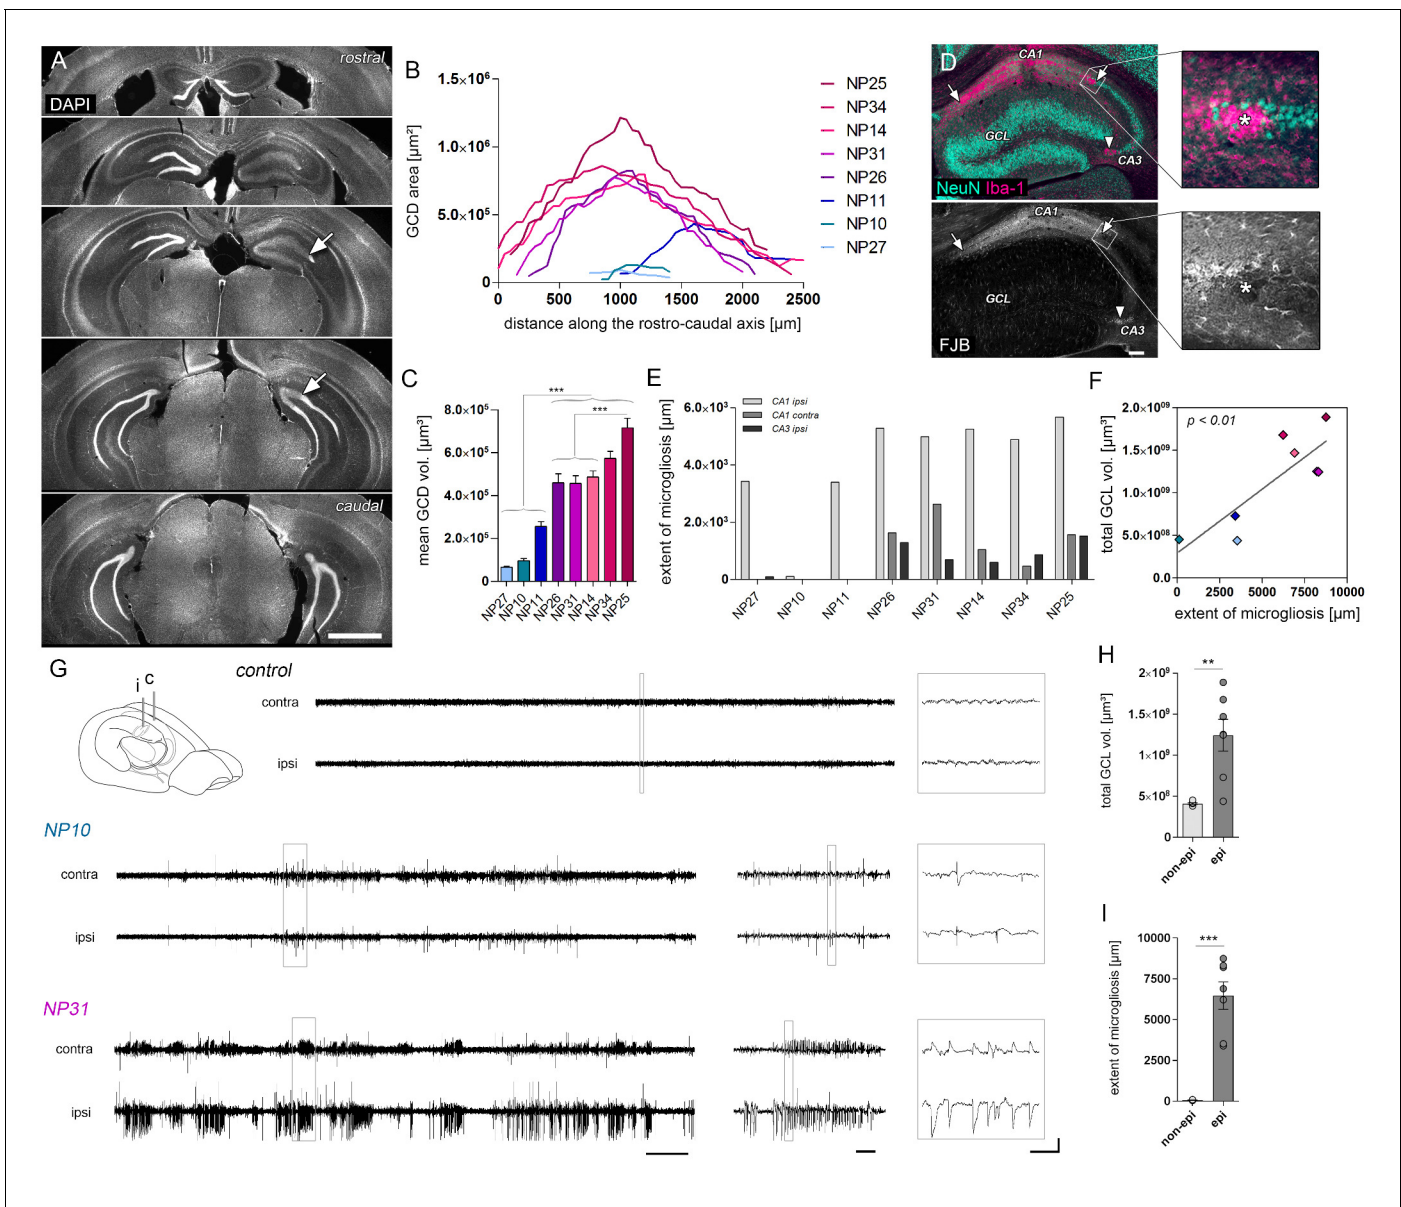 A
rostral
DAPI
caudal
B
1.5×10⁶
1.0×10⁶
5.0×10⁵
0
GCD area [µm²]
0 500 1000 1500 2000 2500
distance along the rostro-caudal axis [µm]
NP25
NP34
NP14
NP31
NP26
NP11
NP10
NP27
C
***
***
8.0×10⁵
6.0×10⁵
4.0×10⁵
2.0×10⁵
0
mean GCD vol. [µm³]
NP27 NP10 NP11 NP26 NP31 NP14 NP34 NP25
D
CA1
GCL
CA3
NeuN Iba-1
*
CA1
GCL
CA3
FJB
*
E
CA1 ipsi
CA1 contra
CA3 ipsi
6.0×10³
4.0×10³
2.0×10³
0
extent of microgliosis [µm]
NP27 NP10 NP11 NP26 NP31 NP14 NP34 NP25
F
p < 0.01
2.0×10⁰⁹
1.5×10⁰⁹
1.0×10⁰⁹
5.0×10⁰⁸
0.0
total GCL vol. [µm³]
0 2500 5000 7500 10000
extent of microgliosis [µm]
G
i c
control
contra
ipsi
NP10
contra
ipsi
NP31
contra
ipsi
H
**
2×10⁹
1.5×10⁹
1×10⁹
5×10⁸
0
total GCL vol. [µm³]
non-epi epi
I
***
10000
7500
5000
2500
0
extent of microgliosis [µm]
non-epi epi